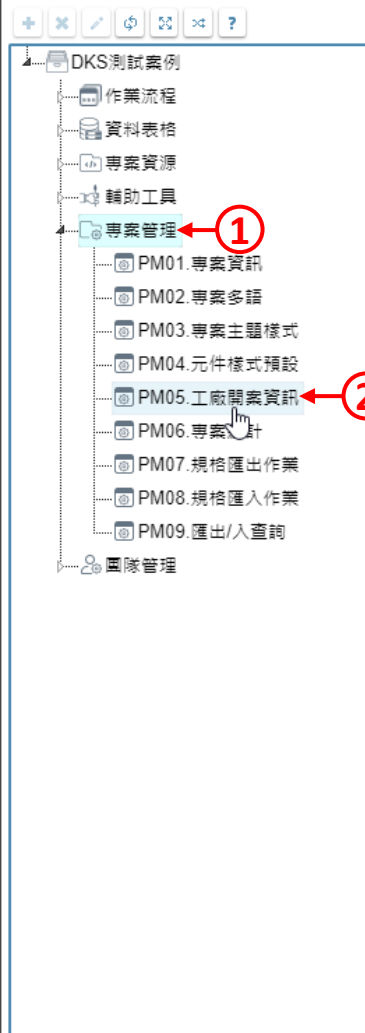 ?
DKS測試案例
作業流程
資料表格
專案資源
輔助工具
專案管理 1
PM01.專案資訊
PM02.專案多語
PM03.專案主題樣式
PM04.元件樣式預設
PM05.工廠開案資訊 2
PM06.專案計
PM07.規格匯出作業
PM08.規格匯入作業
PM09.匯出/入查詢
團隊管理